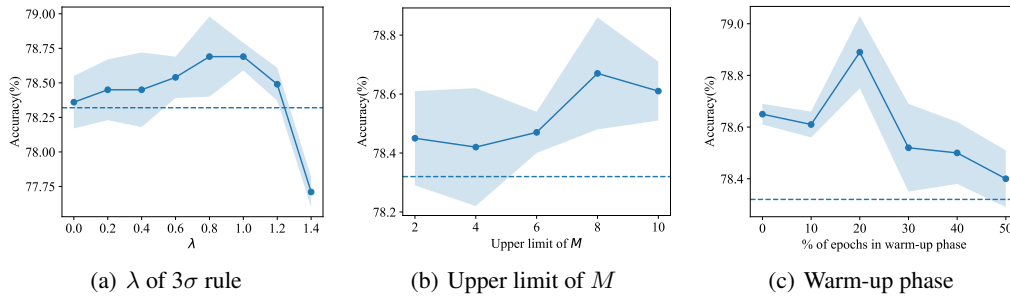 79.00
78.75
78.50
78.25
78.00
77.75
Accuracy(%)
0.0 0.2 0.4 0.6 0.8 1.0 1.2 1.4
λ
(a) λ of 3σ rule
78.8
78.6
78.4
78.2
Accuracy(%)
2 4 6 8 10
Upper limit of M
(b) Upper limit of M
79.0
78.8
78.6
78.4
Accuracy(%)
0 10 20 30 40 50
% of epochs in warm-up phase
(c) Warm-up phase